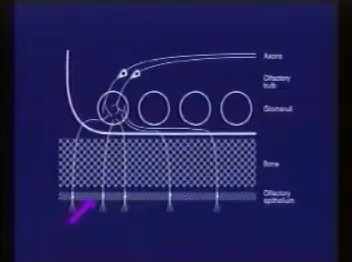 Axons
Olfactory
bulb
Glomeruli
Bone
Olfactory
epithelium